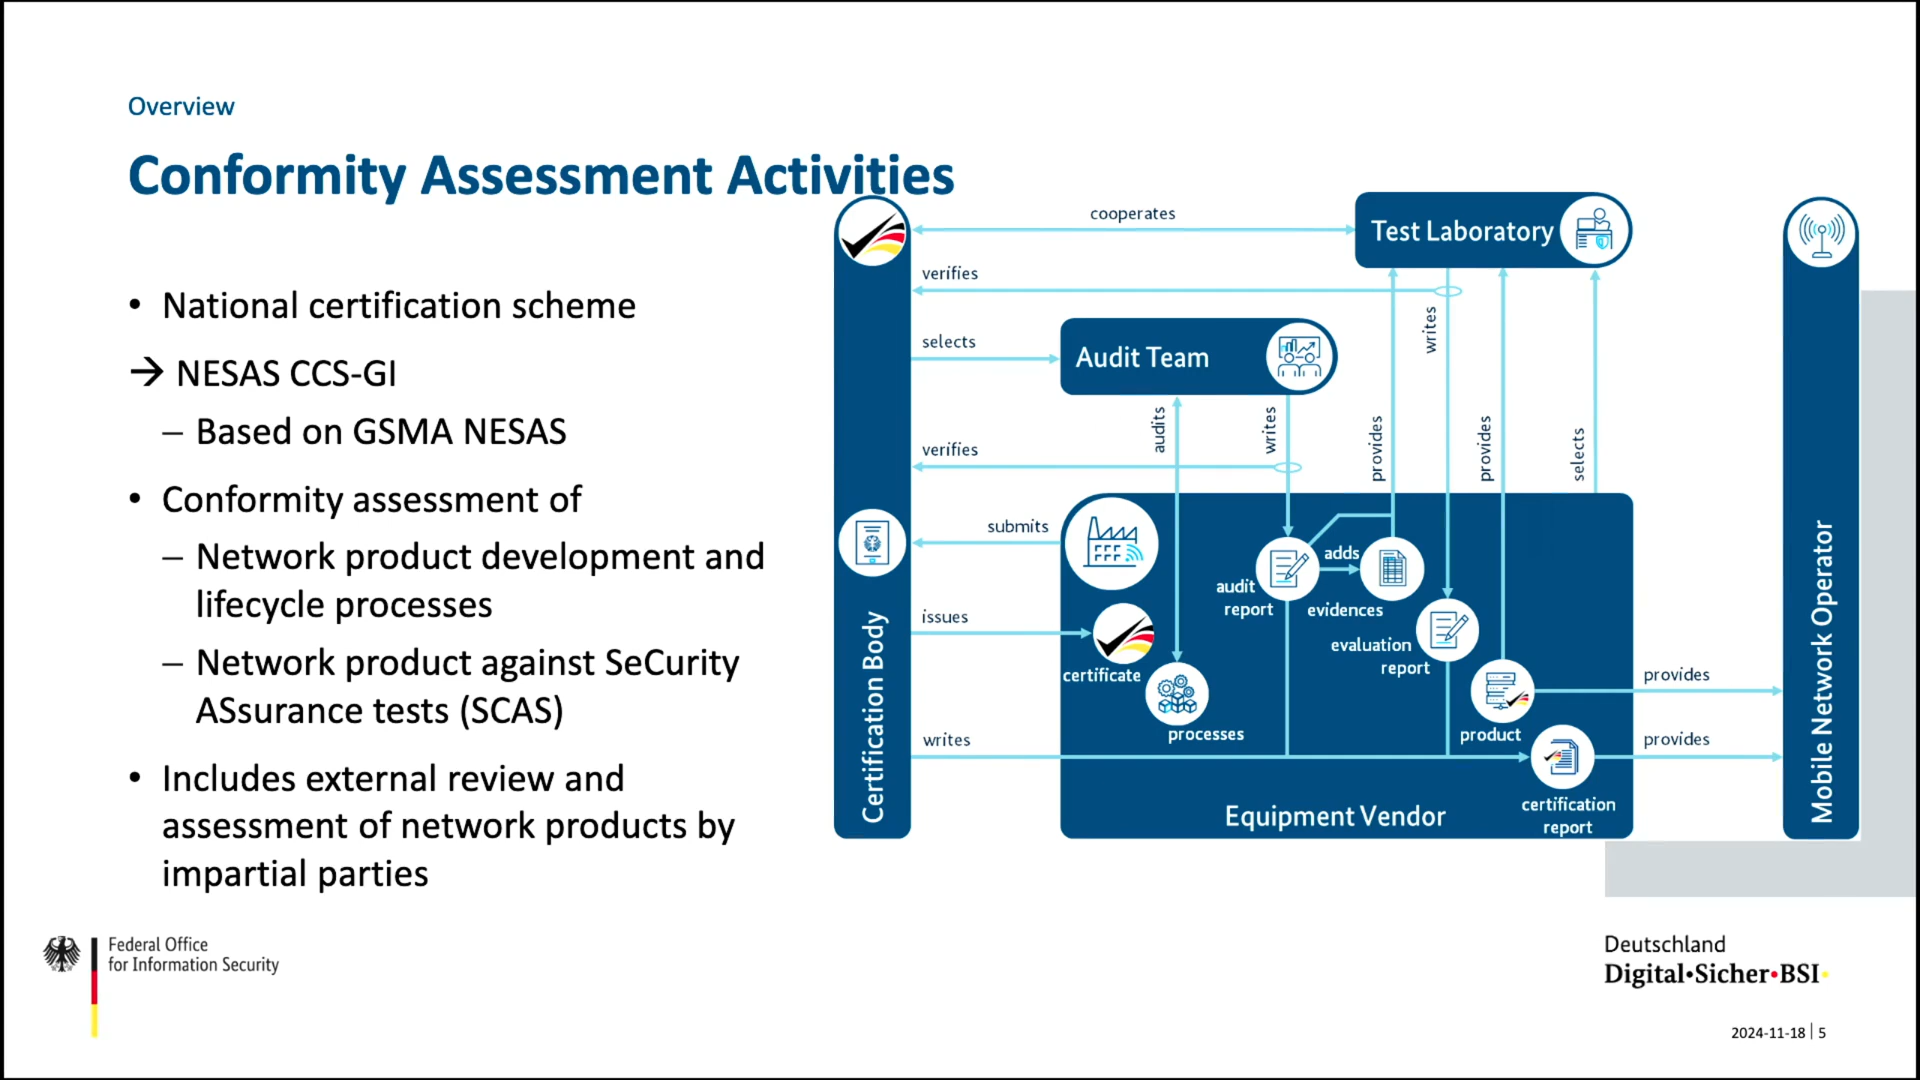 Overview
Conformity Assessment Activities
• National certification scheme
→ NESAS CCS-GI
– Based on GSMA NESAS
• Conformity assessment of
– Network product development and
lifecycle processes
– Network product against SeCurity
ASsurance tests (SCAS)
• Includes external review and
assessment of network products by
impartial parties
cooperates
Test Laboratory
verifies
writes
selects
Audit Team
audits
writes
provides
provides
selects
verifies
submits
adds
audit
report
evidences
issues
evaluation
report
certificate
provides
processes
product
writes
provides
certification
report
Equipment Vendor
Certification Body
Mobile Network Operator
Federal Office
for Information Security
Deutschland
Digital•Sicher•BSI•
2024-11-18 | 5